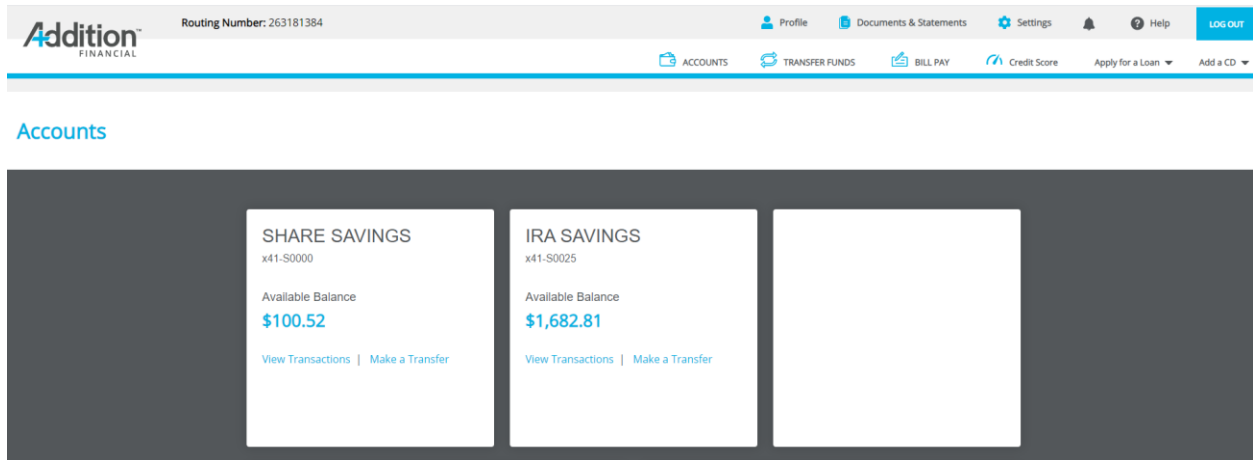 Addition™
FINANCIAL
Routing Number: 263181384
Profile Documents & Statements Settings Help LOG OUT
ACCOUNTS TRANSFER FUNDS BILL PAY Credit Score Apply for a Loan Add a CD
Accounts
SHARE SAVINGS
x41-S0000
Available Balance
$100.52
View Transactions | Make a Transfer
IRA SAVINGS
x41-S0025
Available Balance
$1,682.81
View Transactions | Make a Transfer